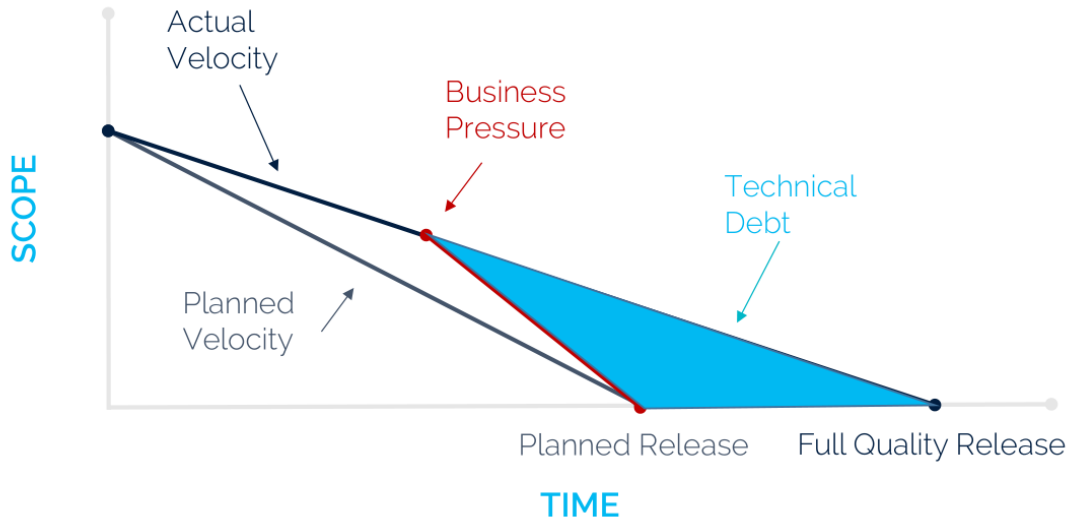 Actual
Velocity
Business
Pressure
SCOPE
Technical
Debt
Planned
Velocity
Planned Release
Full Quality Release
TIME